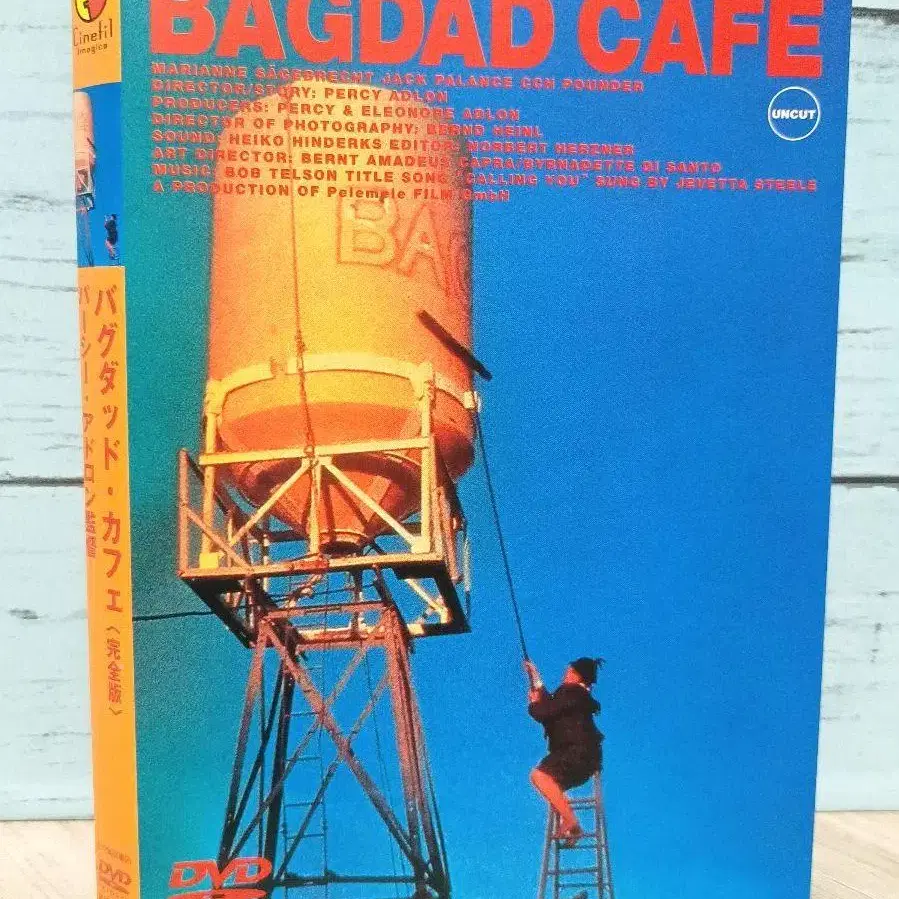 Cinefil
Imagica
BAGDAD CAFE
MARIANNE SÄGEBRECHT JACK PALANCE CCH POUNDER
DIRECTOR/STORY: PERCY ADLON
PRODUCERS: PERCY & ELEONORE ADLON
DIRECTOR OF PHOTOGRAPHY: BERND HEINL
SOUND: HEIKO HINDERKS EDITOR: NORBERT HERZNER
ART DIRECTOR: BERNT AMADEUS CAPRA/BYRNADETTE DI SANTO
MUSIC: BOB TELSON TITLE SONG "CALLING YOU" SUNG BY JEVETTA STEELE
A PRODUCTION OF Pelemele FILM GmbH
UNCUT
BAG
バグダッド・カフェ〈完全版〉
パーシー・アドロン監督
DVD
DVD